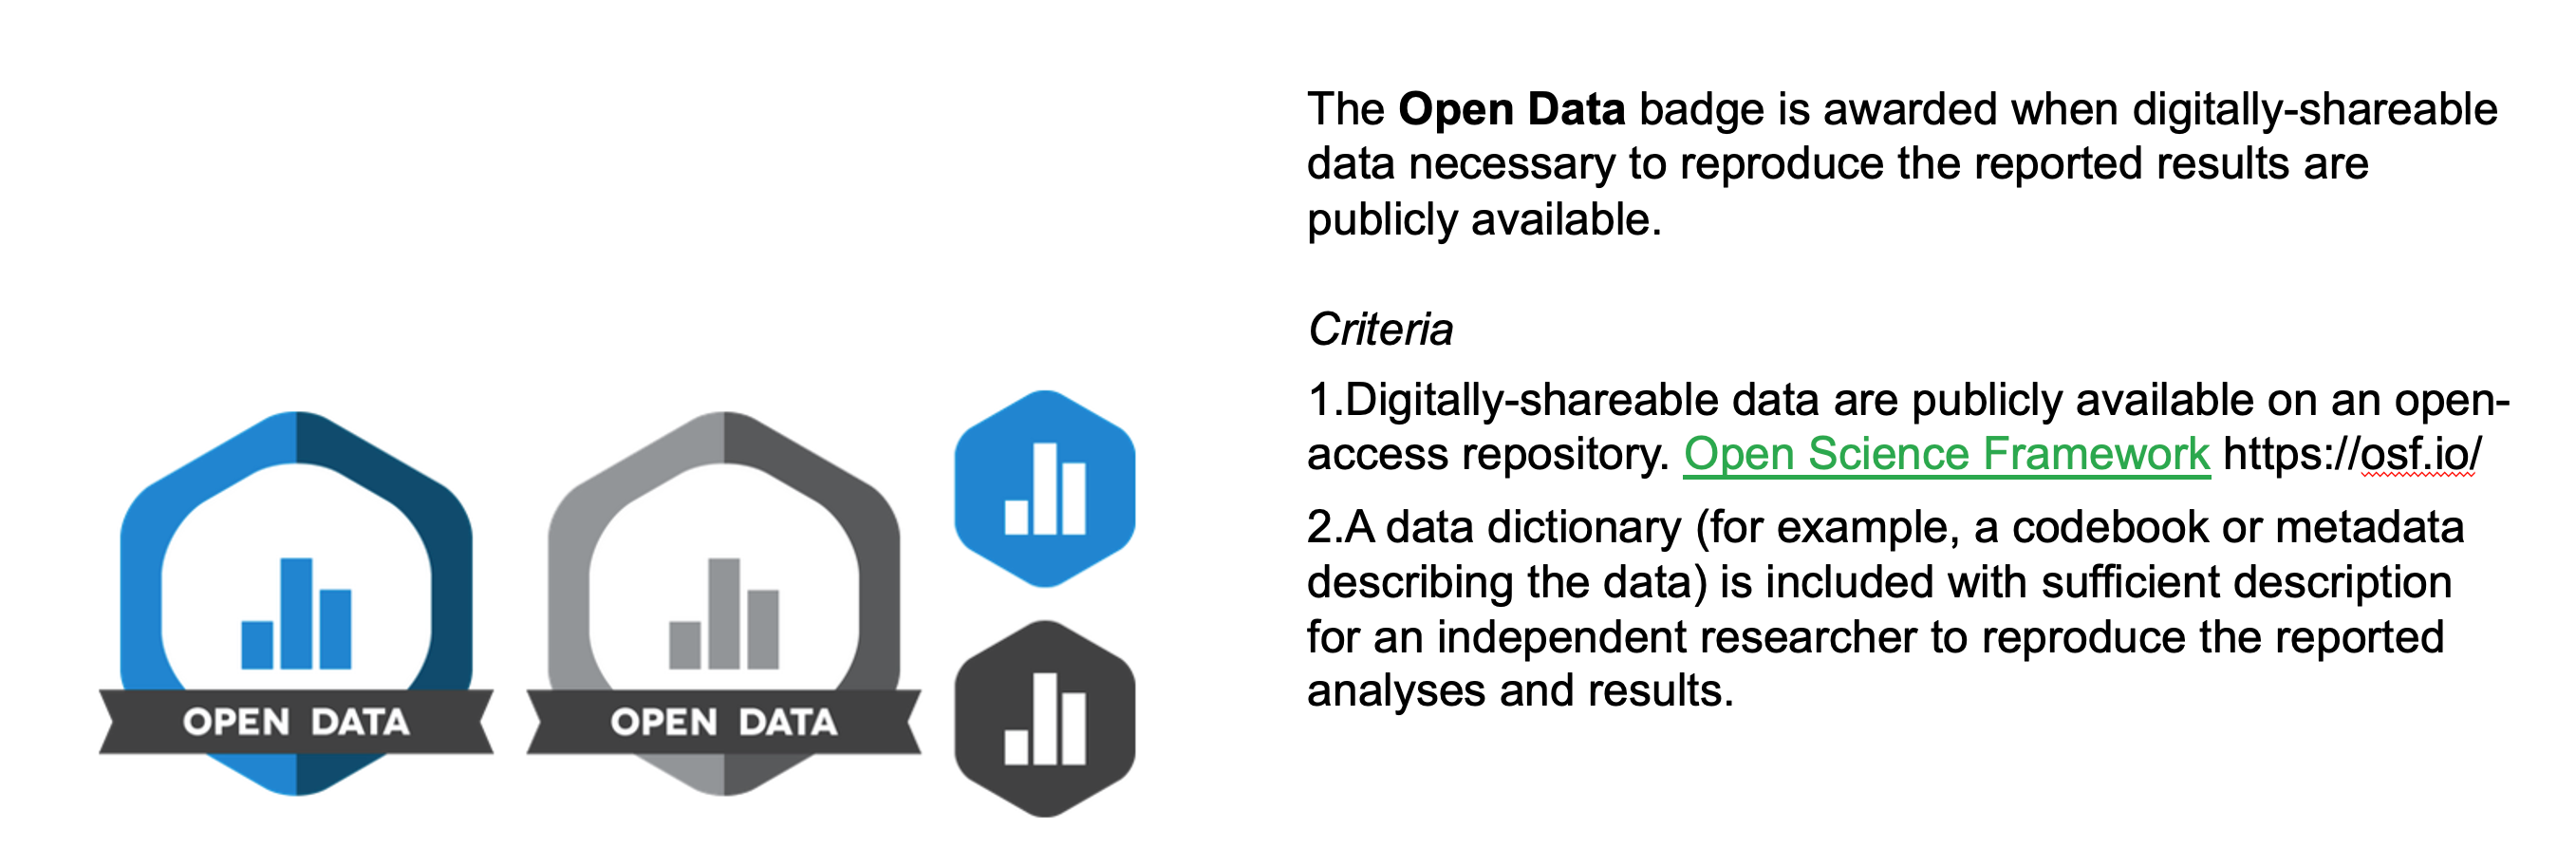 The Open Data badge is awarded when digitally-shareable
data necessary to reproduce the reported results are
publicly available.
Criteria
1.Digitally-shareable data are publicly available on an open-
access repository. Open Science Framework https://osf.io/
2.A data dictionary (for example, a codebook or metadata
describing the data) is included with sufficient description
for an independent researcher to reproduce the reported
analyses and results.
OPEN DATA
OPEN DATA